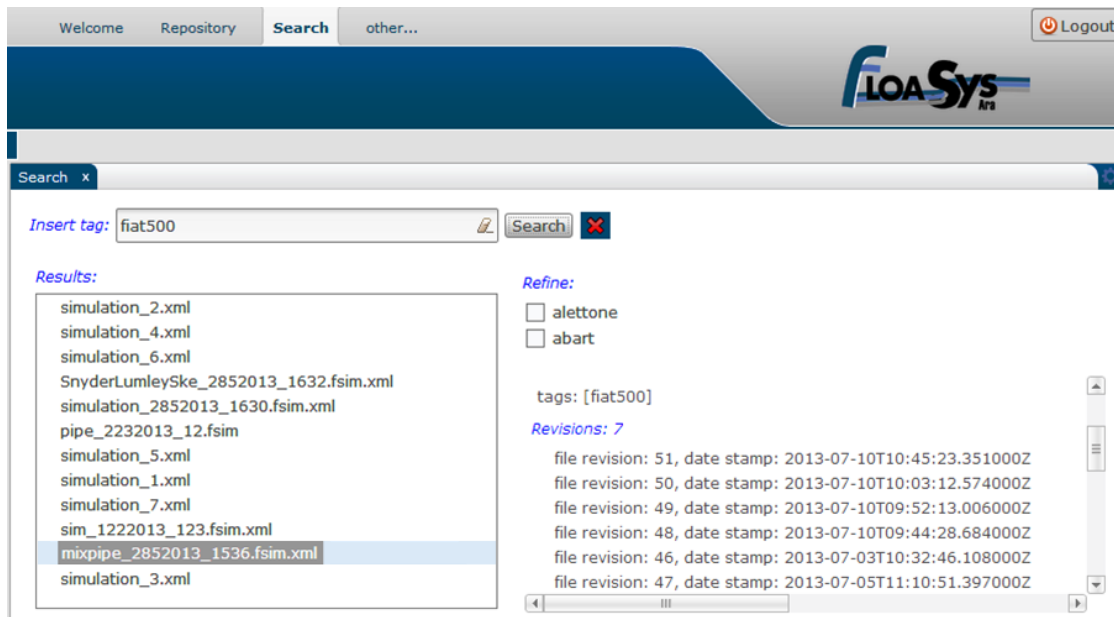 Welcome Repository Search other... Logout
FLOASys
Ara
Search x
Insert tag: fiat500 Search
Results:
simulation_2.xml
simulation_4.xml
simulation_6.xml
SnyderLumleySke_2852013_1632.fsim.xml
simulation_2852013_1630.fsim.xml
pipe_2232013_12.fsim
simulation_5.xml
simulation_1.xml
simulation_7.xml
sim_1222013_123.fsim.xml
mixpipe_2852013_1536.fsim.xml
simulation_3.xml
Refine:
alettone
abart
tags: [fiat500]
Revisions: 7
file revision: 51, date stamp: 2013-07-10T10:45:23.351000Z
file revision: 50, date stamp: 2013-07-10T10:03:12.574000Z
file revision: 49, date stamp: 2013-07-10T09:52:13.006000Z
file revision: 48, date stamp: 2013-07-10T09:44:28.684000Z
file revision: 46, date stamp: 2013-07-03T10:32:46.108000Z
file revision: 47, date stamp: 2013-07-05T11:10:51.397000Z